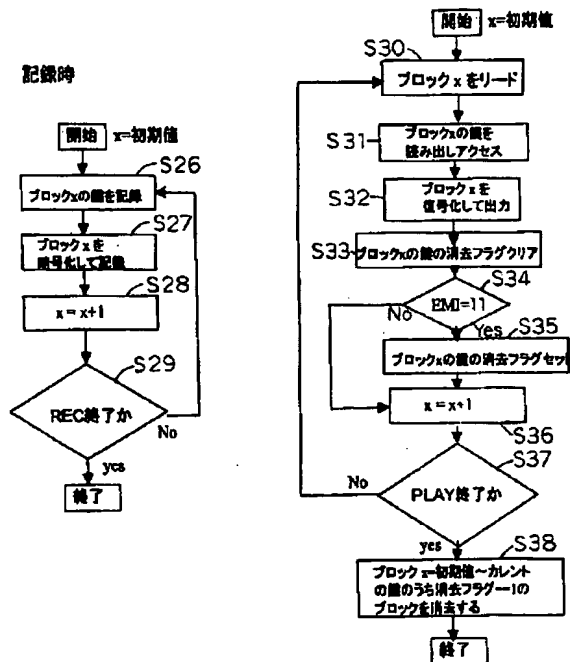 記録時
開始 x=初期値
S26
ブロックxの鍵を記録
S27
ブロックxを
暗号化して記録
S28
x=x+1
S29
REC終了か
No
yes
終了
開始 x=初期値
S30
ブロックxをリード
S31
ブロックxの鍵を
読み出しアクセス
S32
ブロックxを
復号化して出力
S33
ブロックxの鍵の消去フラグクリア
S34
EMI=11
No
Yes
S35
ブロックxの鍵の消去フラグセット
x=x+1
S36
S37
No
PLAY終了か
yes
S38
ブロックx=初期値~カレント
の鍵のうち消去フラグ=1の
ブロックを消去する
終了